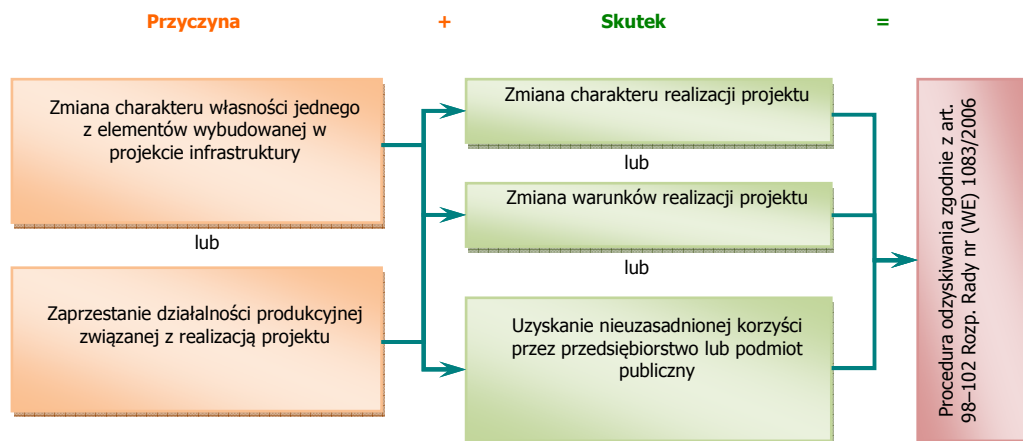 Przyczyna + Skutek =
Zmiana charakteru własności jednego
z elementów wybudowanej w
projekcie infrastruktury
lub
Zaprzestanie działalności produkcyjnej
związanej z realizacją projektu
Zmiana charakteru realizacji projektu
lub
Zmiana warunków realizacji projektu
lub
Uzyskanie nieuzasadnionej korzyści
przez przedsiębiorstwo lub podmiot
publiczny
Procedura odzyskiwania zgodnie z art.
98–102 Rozp. Rady nr (WE) 1083/2006